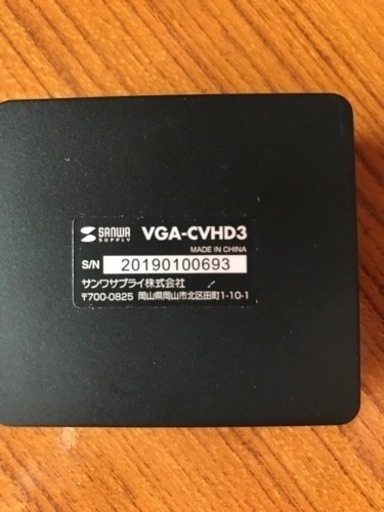 SANWA SUPPLY VGA-CVHD3
MADE IN CHINA
S/N 20190100693
サンワサプライ株式会社
〒700-0825 岡山県岡山市北区田町1-10-1